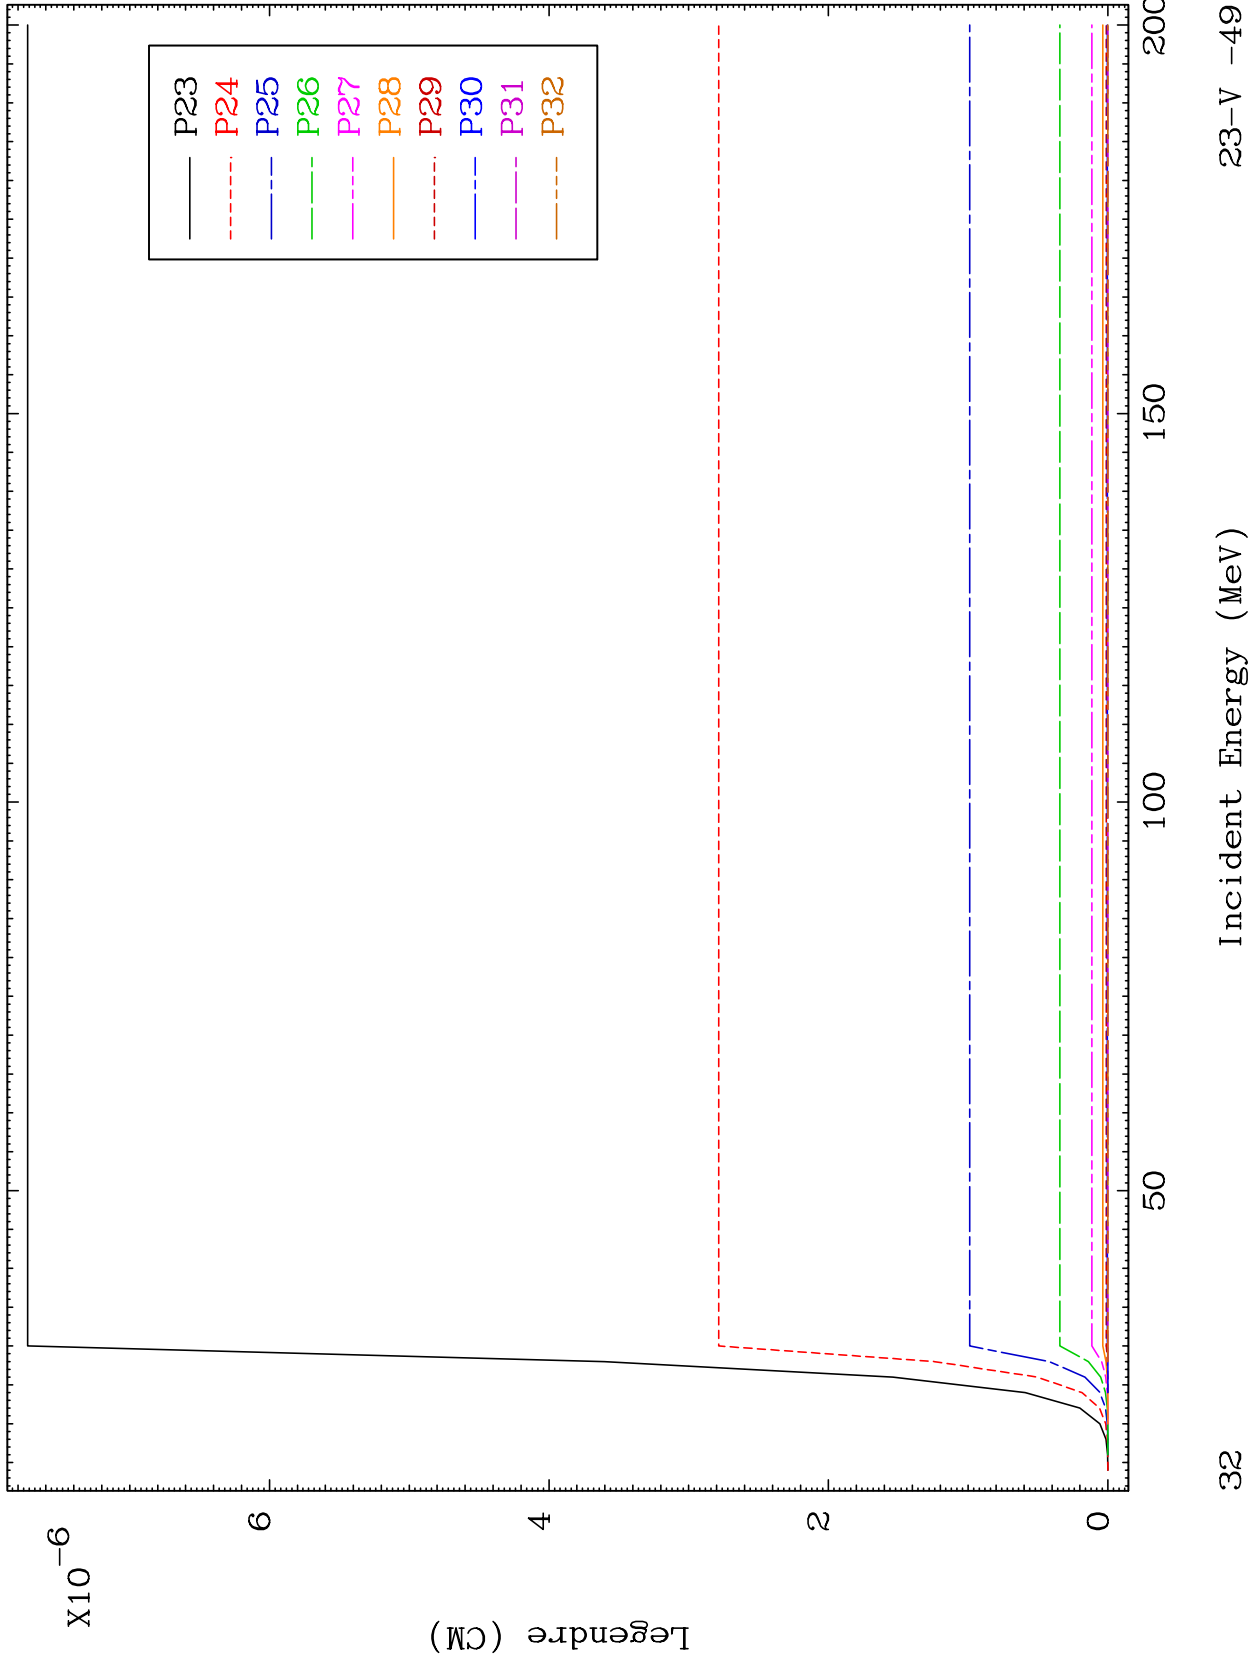 X10-6
6
4
2
0
Legendre (CM)
P23
P24
P25
P26
P27
P28
P29
P30
P31
P32
50
100
150
200
Incident Energy (MeV)
32
23-V -49